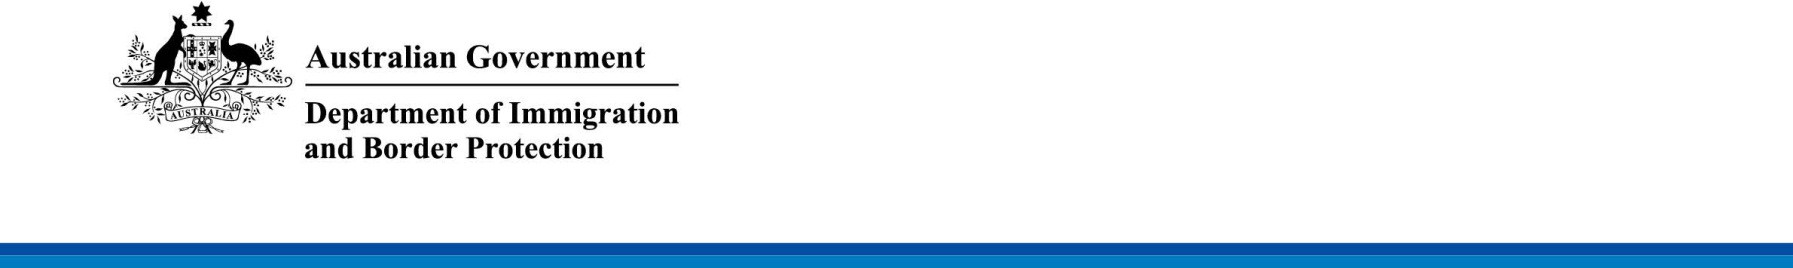 Australian Government
Department of Immigration
and Border Protection
AUSTRALIA